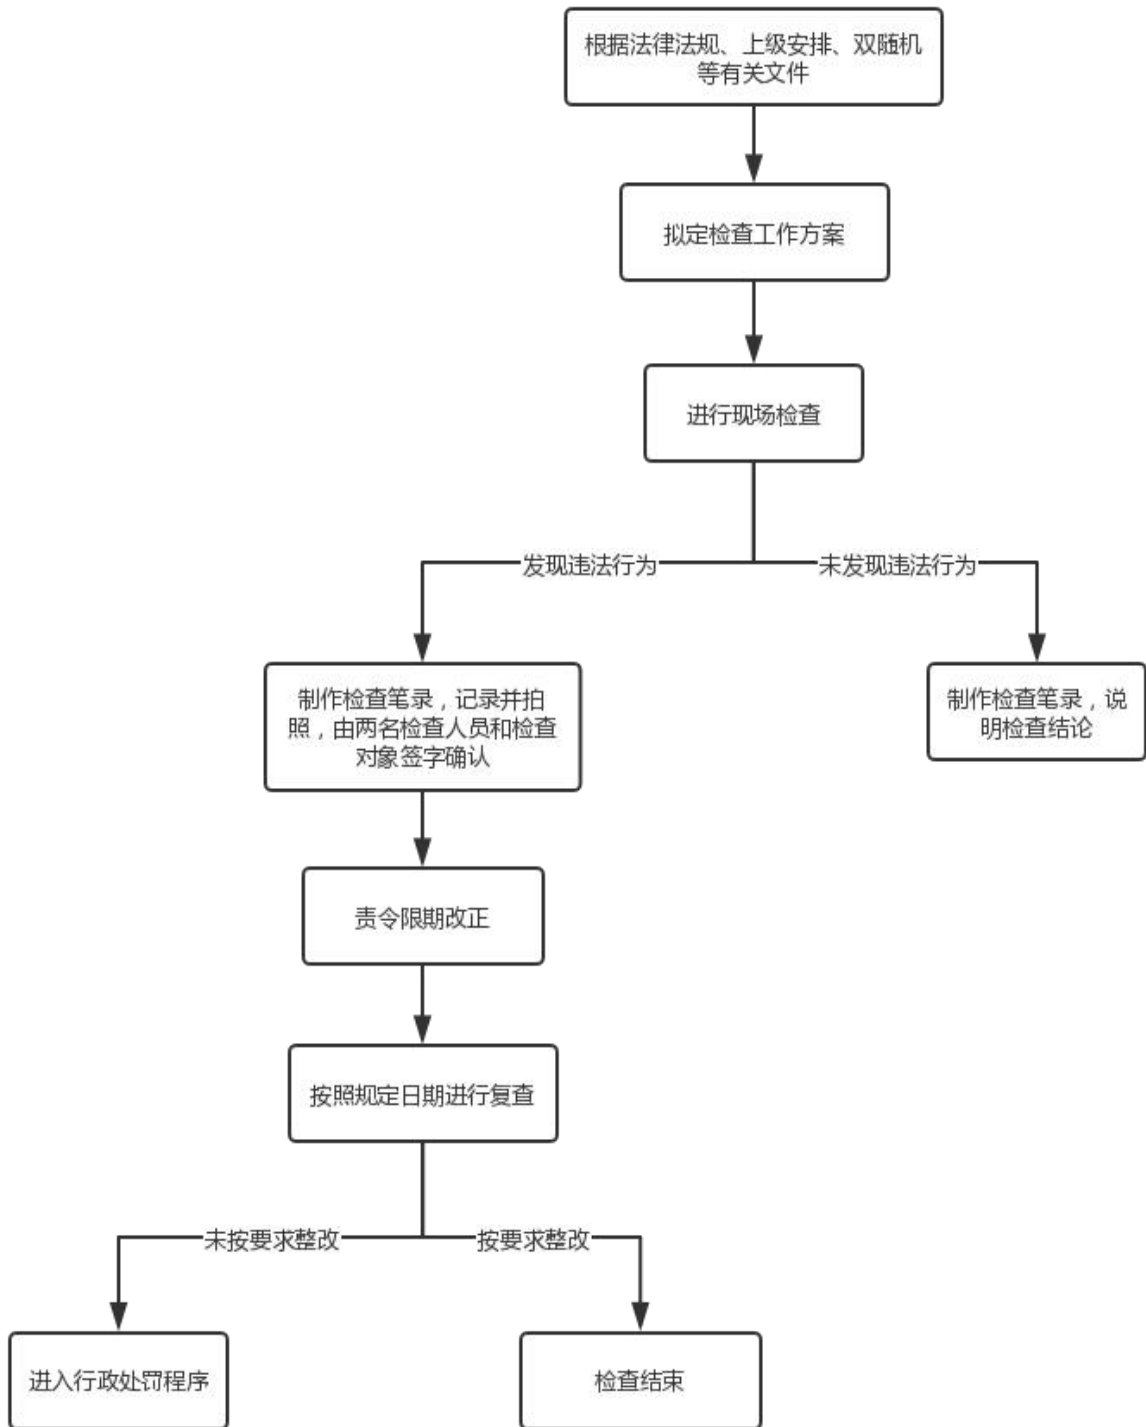 根据法律法规、上级安排、双随机
等有关文件
拟定检查工作方案
进行现场检查
发现违法行为
未发现违法行为
制作检查笔录，记录并拍
照，由两名检查人员和检查
对象签字确认
制作检查笔录，说
明检查结论
责令限期改正
按照规定日期进行复查
未按要求整改
按要求整改
进入行政处罚程序
检查结束